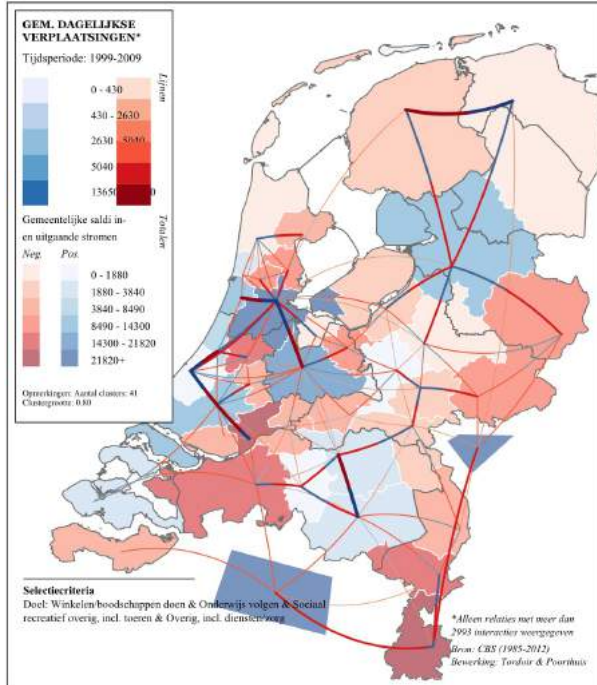 GEM. DAGELIJKSE
VERPLAATSINGEN*
Tijdsperiode: 1999-2009
Lijnen
0 - 430
430 - 2630
2630 - 5040
5040
13650
Gemeentelijke saldi in-
en uitgaande stromen
Totalen
Neg. Pos.
0 - 1880
1880 - 3840
3840 - 8490
8490 - 14300
14300 - 21820
21820+
Opmerkingen: Aantal clusters: 41
Clustergrootte: 0.80
Selectiecriteria
Doel: Winkelen/boodschappen doen & Onderwijs volgen & Sociaal
recreatief overig, incl. toeren & Overig, incl. diensten/zorg
*Alleen relaties met meer dan
2993 interacties weergegeven
Bron: CBS (1985-2012)
Bewerking: Tordoir & Poorthuis